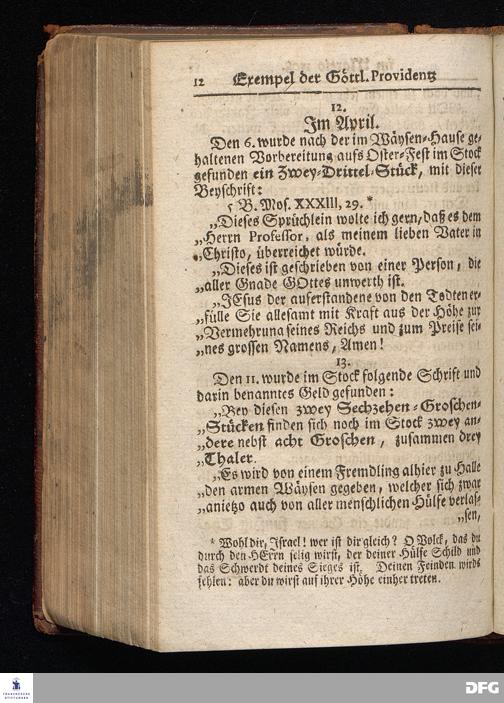 12 Exempel der Göttl. Providentz
12.
Im April.
Den 6. wurde nach der im Wäysen-Hause ge-
haltenen Vorbereitung aufs Oster-Fest im Stock
gefunden ein Zwey-Drittel-Stück, mit dieser
Beyschrift:
5 B. Mos. XXXIII, 29. *
„Dieses Sprüchlein wolte ich gern, daß es dem
„Herrn Professor, als meinem lieben Vater in
„Christo, überreichet würde.
„Dieses ist geschrieben von einer Person, die
„aller Gnade GOttes unwerth ist.
„JEsus der auferstandene von den Todten er-
„fülle Sie allesamt mit Kraft aus der Höhe zur
„Vermehrung seines Reichs und zum Preise sei-
„nes grossen Namens, Amen!
13.
Den 11. wurde im Stock folgende Schrift und
darin benanntes Geld gefunden:
„Bey diesen zwey Sechzehen-Groschen-
„Stücken finden sich noch im Stock zwey an-
„dere nebst acht Groschen, zusammen drey
„Thaler.
„Es wird von einem Fremdling alhier zu Halle
„den armen Wäysen gegeben, welcher sich zwar
„anietzo auch von aller menschlichen Hülfe verlas-
„sen,
* Wohl dir, Israel! wer ist dir gleich? O Volck, das du
durch den HErrn selig wirst, der deiner Hülfe Schild und
das Schwerdt deines Sieges ist. Deinen Feinden wirds
fehlen: aber du wirst auf ihrer Höhe einher treten.
FRANCKESCHE
STIFTUNGEN
DFG